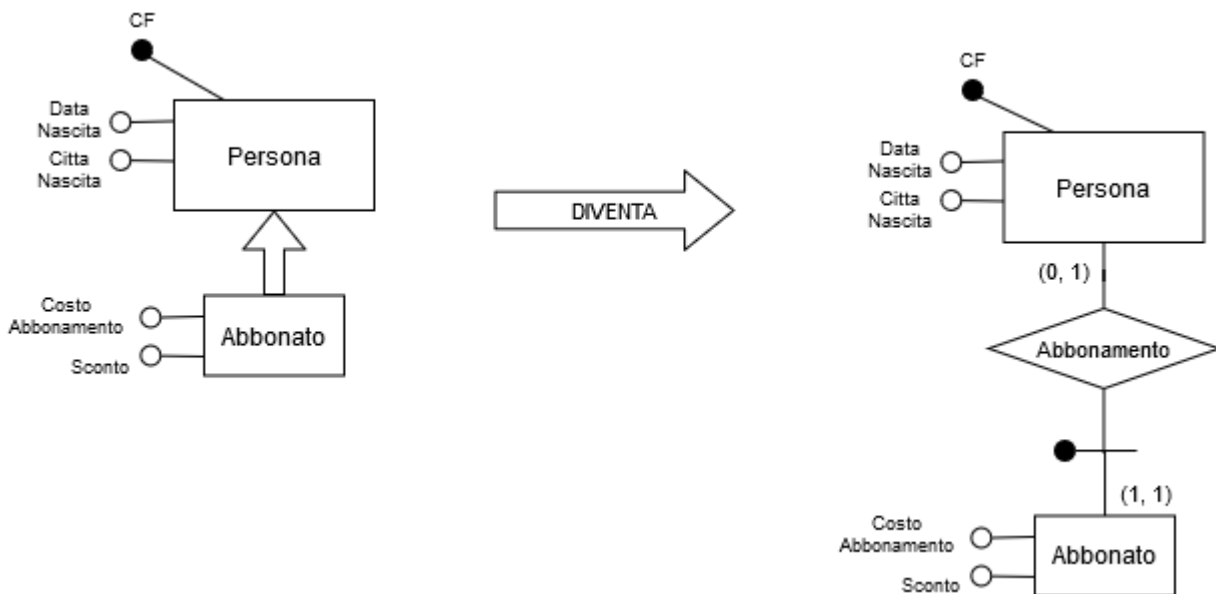 CF
Data
Nascita
Citta
Nascita
Persona
Costo
Abbonamento
Sconto
Abbonato
DIVENTA
CF
Data
Nascita
Citta
Nascita
Persona
(0, 1)
Abbonamento
(1, 1)
Costo
Abbonamento
Sconto
Abbonato